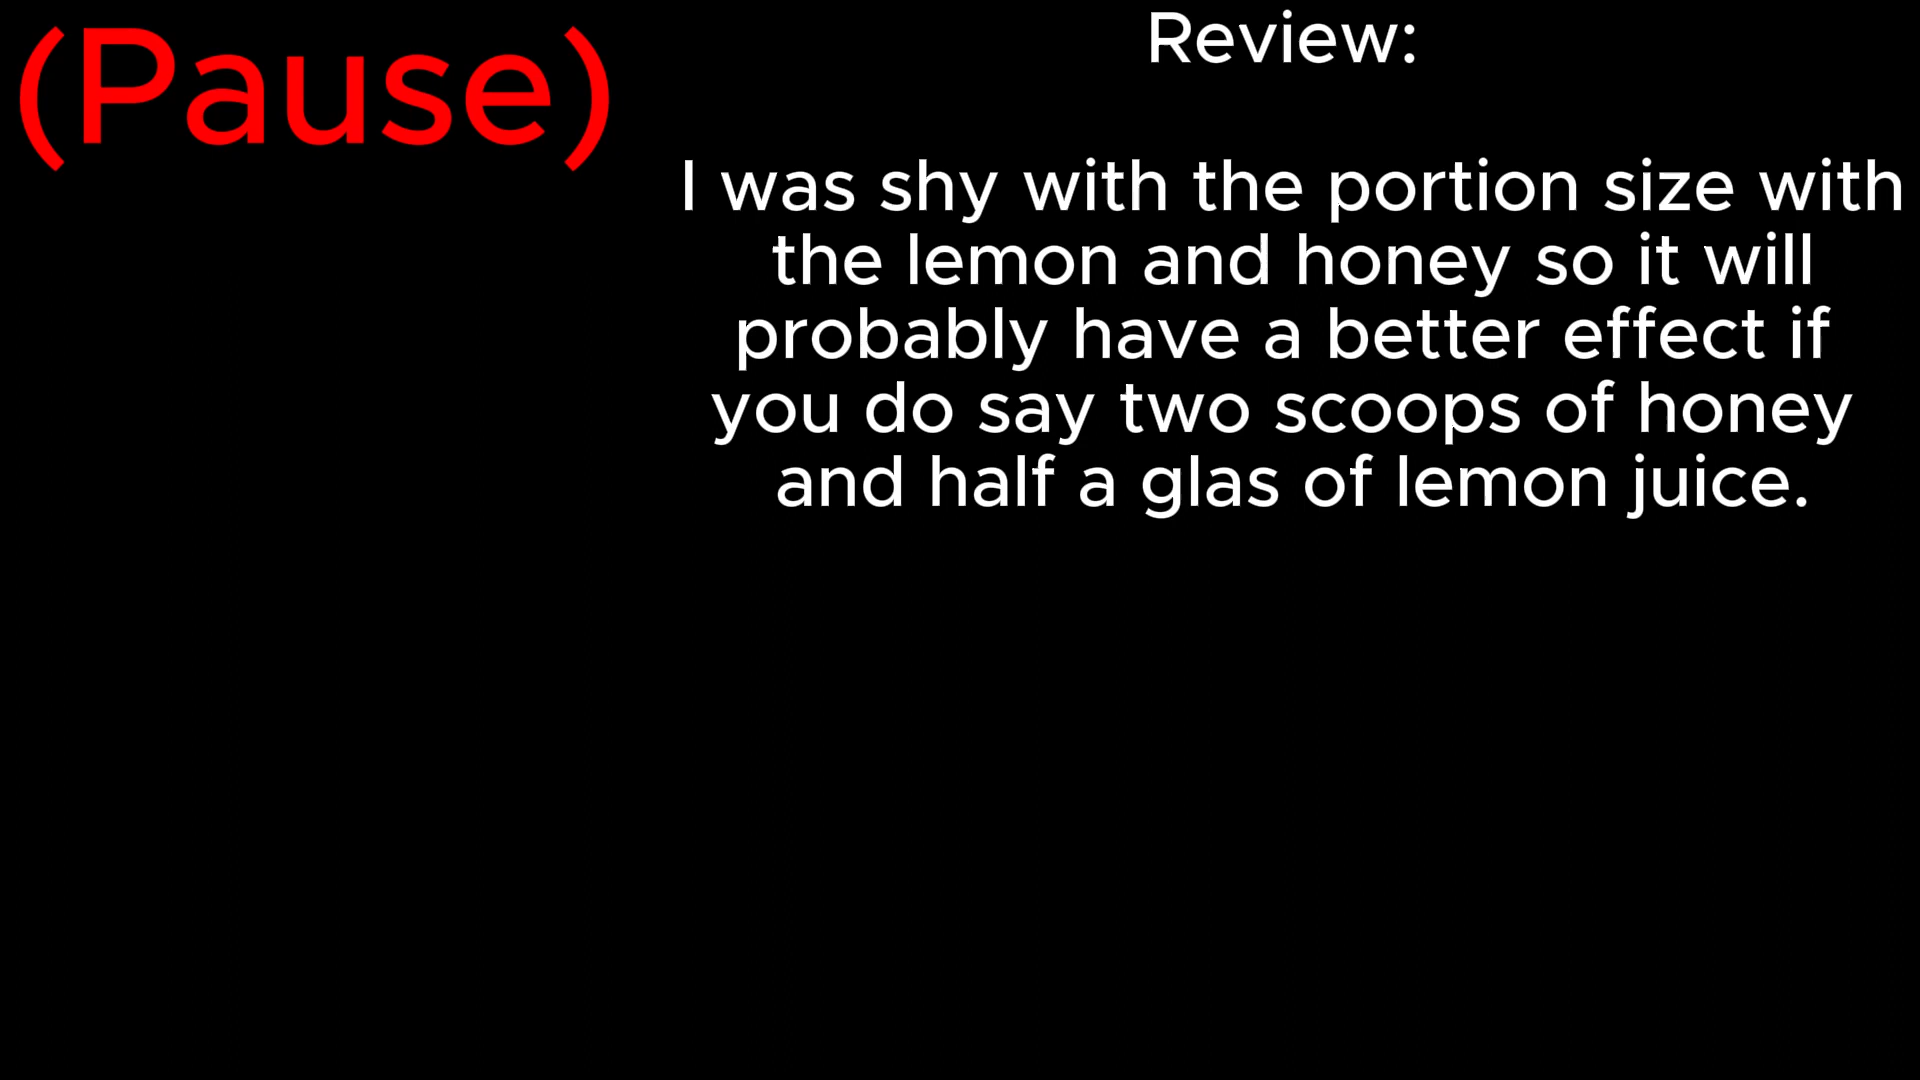 (Pause)
Review:
I was shy with the portion size with
the lemon and honey so it will
probably have a better effect if
you do say two scoops of honey
and half a glas of lemon juice.